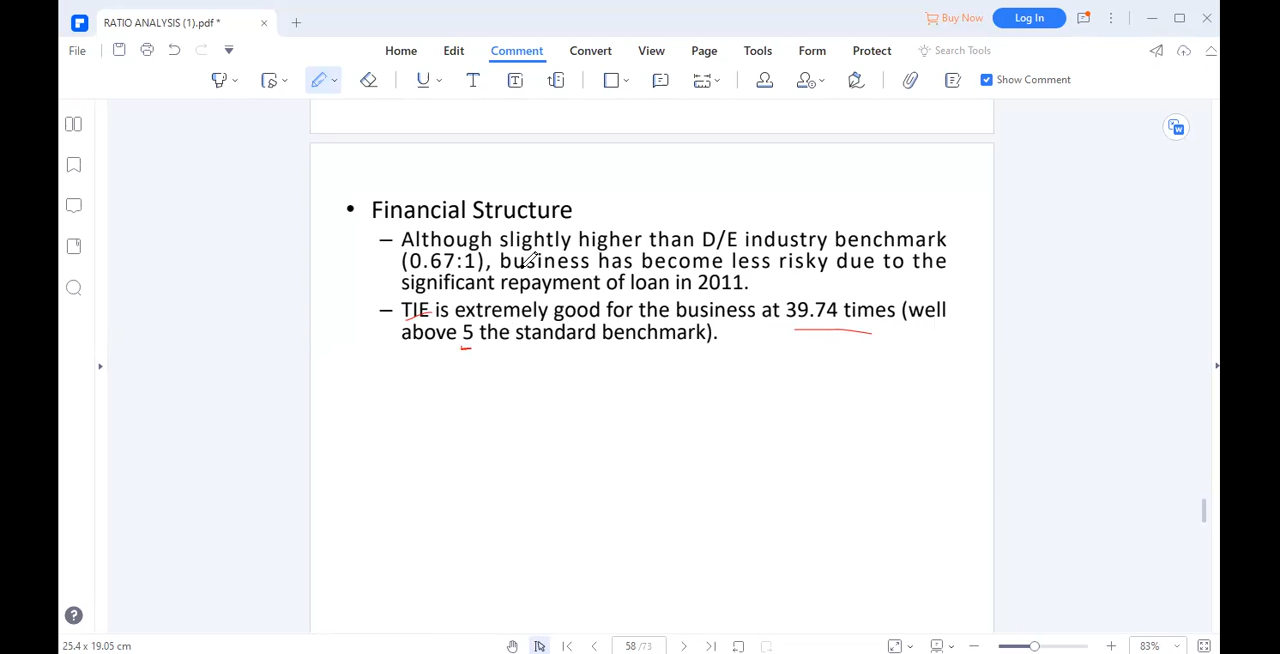 RATIO ANALYSIS (1).pdf *
Buy Now
Log In
File
Home Edit Comment Convert View Page Tools Form Protect Search Tools
Show Comment
• Financial Structure
– Although slightly higher than D/E industry benchmark
(0.67:1), business has become less risky due to the
significant repayment of loan in 2011.
– TIE is extremely good for the business at 39.74 times (well
above 5 the standard benchmark).
25.4 x 19.05 cm
58 /73
83%